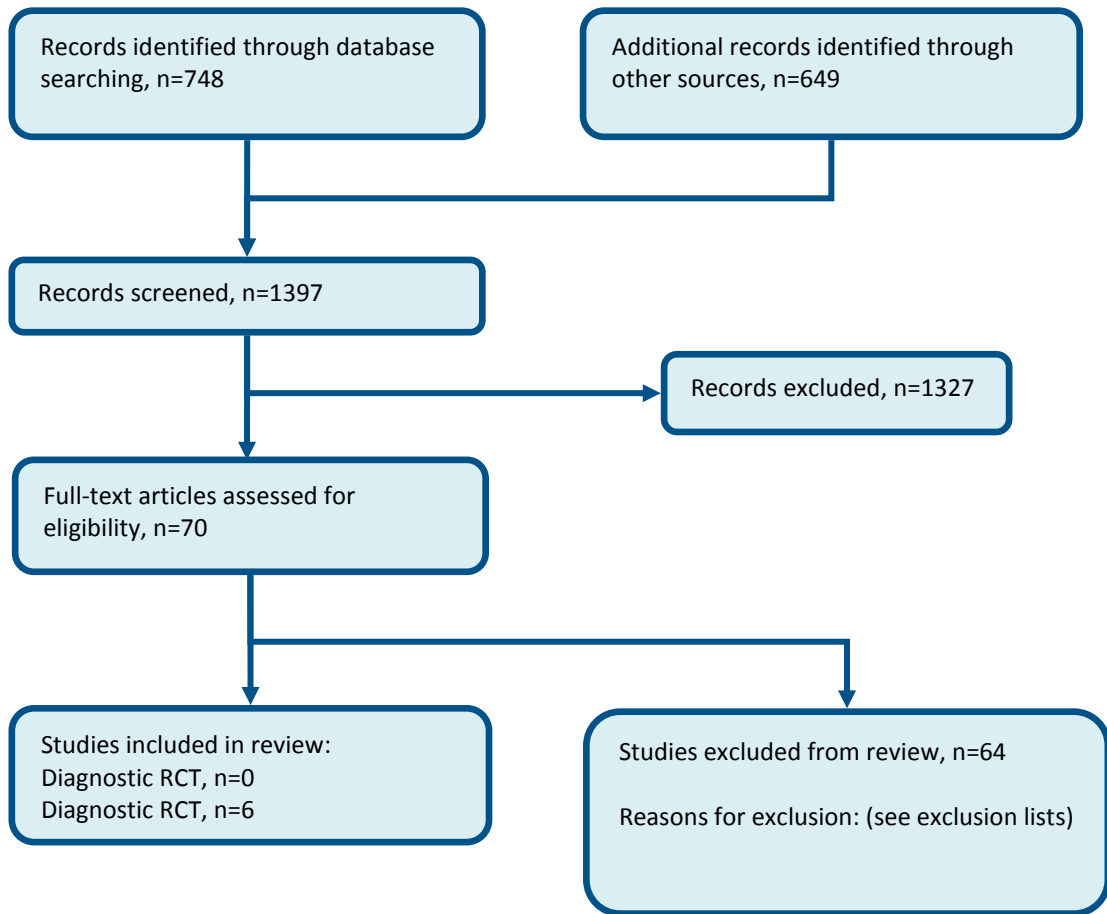 Records identified through database
searching, n=748
Additional records identified through
other sources, n=649
Records screened, n=1397
Records excluded, n=1327
Full-text articles assessed for
eligibility, n=70
Studies included in review:
Diagnostic RCT, n=0
Diagnostic RCT, n=6
Studies excluded from review, n=64
Reasons for exclusion: (see exclusion lists)